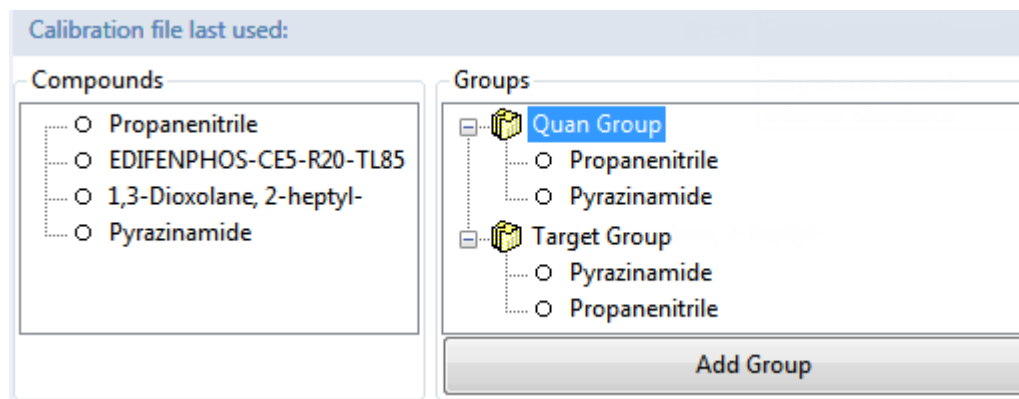 Calibration file last used:
Compounds
Propanenitrile
EDIFENPHOS-CE5-R20-TL85
1,3-Dioxolane, 2-heptyl-
Pyrazinamide
Groups
Quan Group
Propanenitrile
Pyrazinamide
Target Group
Pyrazinamide
Propanenitrile
Add Group